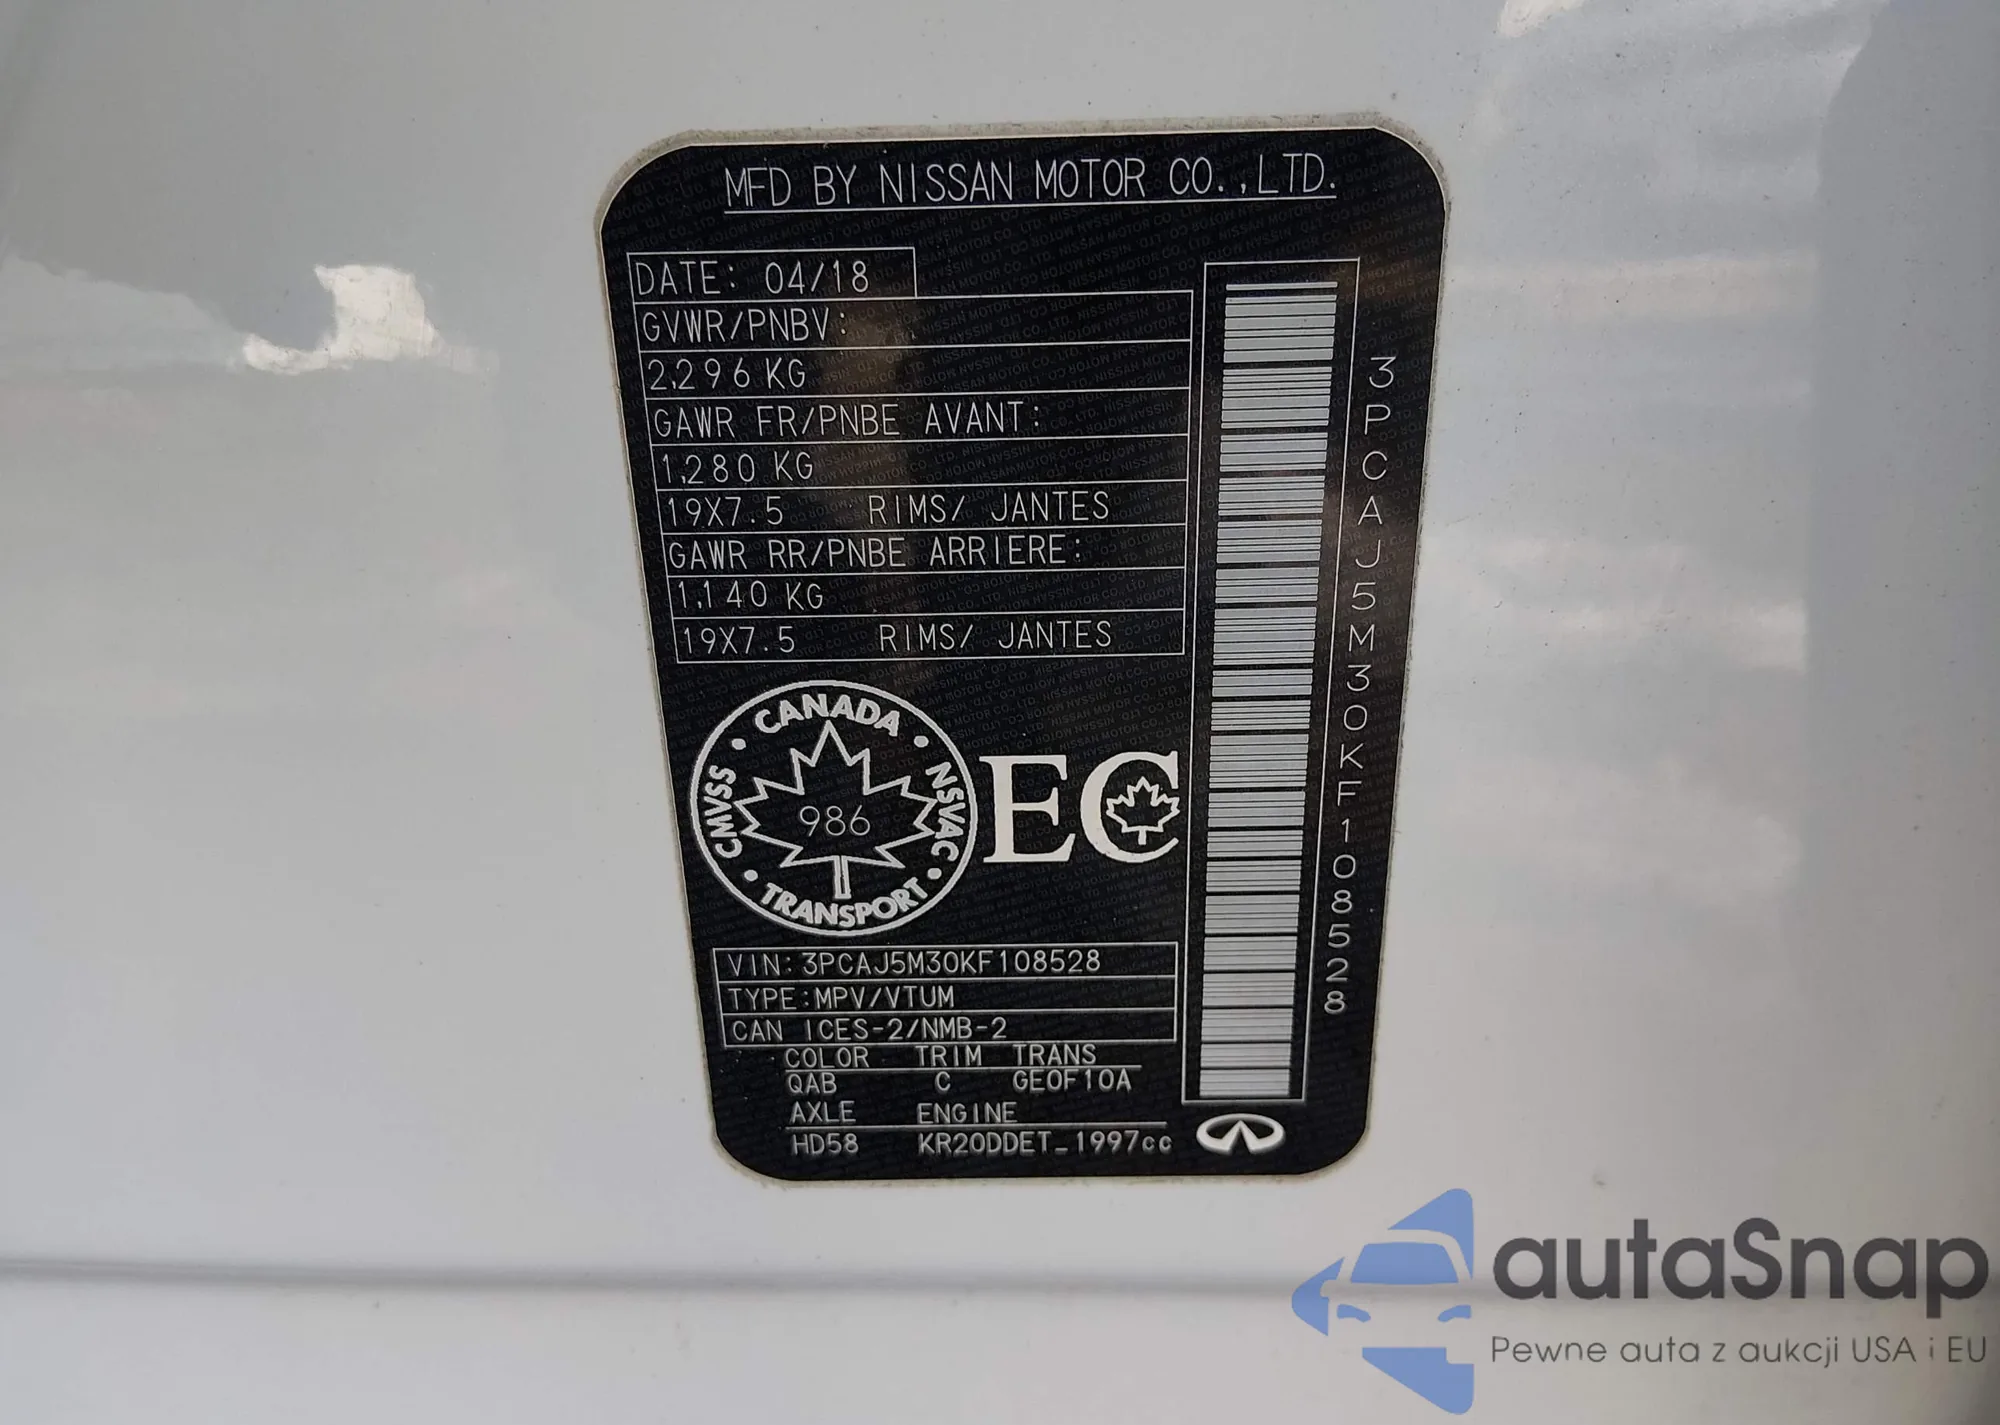 MFD BY NISSAN MOTOR CO.,LTD.
DATE: 04/18
GVWR/PNBV:
2,296 KG
GAWR FR/PNBE AVANT:
1,280 KG
19X7.5 RIMS/ JANTES
GAWR RR/PNBE ARRIERE:
1,140 KG
19X7.5 RIMS/ JANTES
CANADA
CMVSS
NSVAC
986
TRANSPORT
EC
3PCAJ5M30KF108528
VIN: 3PCAJ5M30KF108528
TYPE:MPV/VTUM
CAN ICES-2/NMB-2
COLOR TRIM TRANS
QAB C GE0F10A
AXLE ENGINE
HD58 KR20DDET_1997cc
autaSnap
Pewne auta z aukcji USA i EU